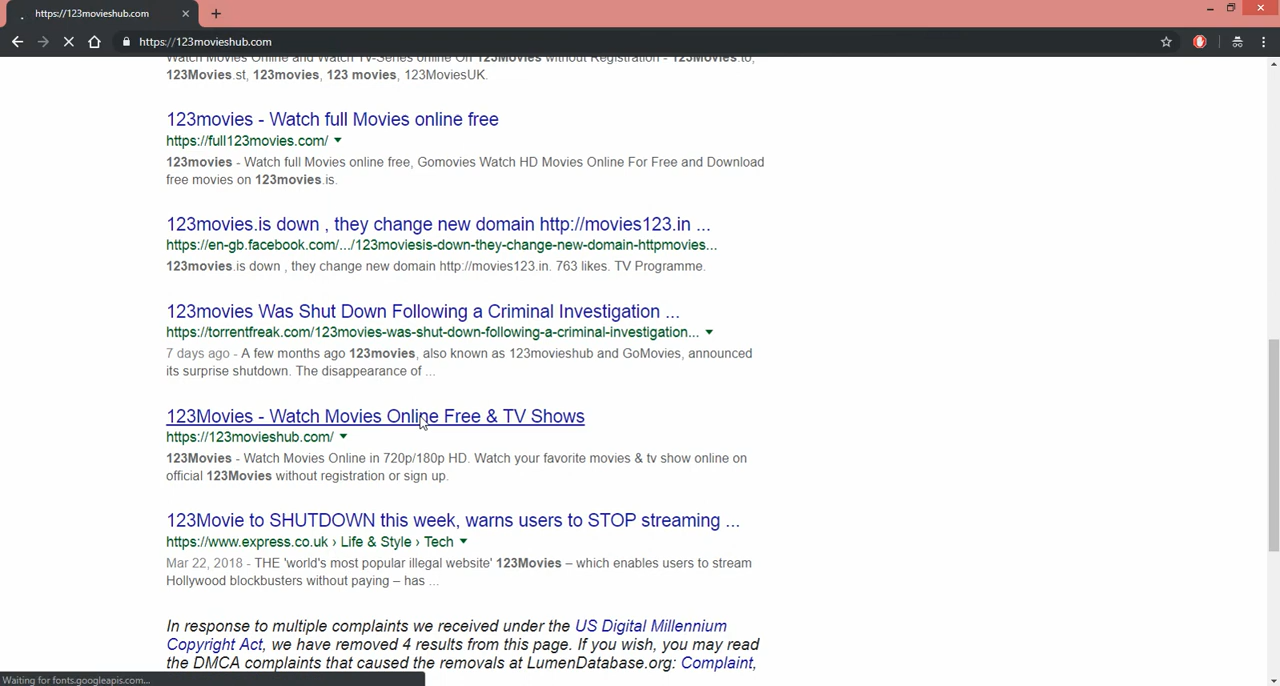 https://123movieshub.com
https://123movieshub.com
Watch Movies Online and Watch TV-Series online On 123Movies without Registration - 123Movies.to,
123Movies.st, 123movies, 123 movies, 123MoviesUK.
123movies - Watch full Movies online free
https://full123movies.com/
123movies - Watch full Movies online free, Gomovies Watch HD Movies Online For Free and Download
free movies on 123movies.is.
123movies.is down , they change new domain http://movies123.in ...
https://en-gb.facebook.com/.../123moviesis-down-they-change-new-domain-httpmovies...
123movies.is down , they change new domain http://movies123.in. 763 likes. TV Programme.
123movies Was Shut Down Following a Criminal Investigation ...
https://torrentfreak.com/123movies-was-shut-down-following-a-criminal-investigation...
7 days ago - A few months ago 123movies, also known as 123movieshub and GoMovies, announced
its surprise shutdown. The disappearance of ...
123Movies - Watch Movies Online Free & TV Shows
https://123movieshub.com/
123Movies - Watch Movies Online in 720p/180p HD. Watch your favorite movies & tv show online on
official 123Movies without registration or sign up.
123Movie to SHUTDOWN this week, warns users to STOP streaming ...
https://www.express.co.uk › Life & Style › Tech
Mar 22, 2018 - THE 'world's most popular illegal website' 123Movies – which enables users to stream
Hollywood blockbusters without paying – has ...
In response to multiple complaints we received under the US Digital Millennium
Copyright Act, we have removed 4 results from this page. If you wish, you may read
the DMCA complaints that caused the removals at LumenDatabase.org: Complaint,
Waiting for fonts.googleapis.com...